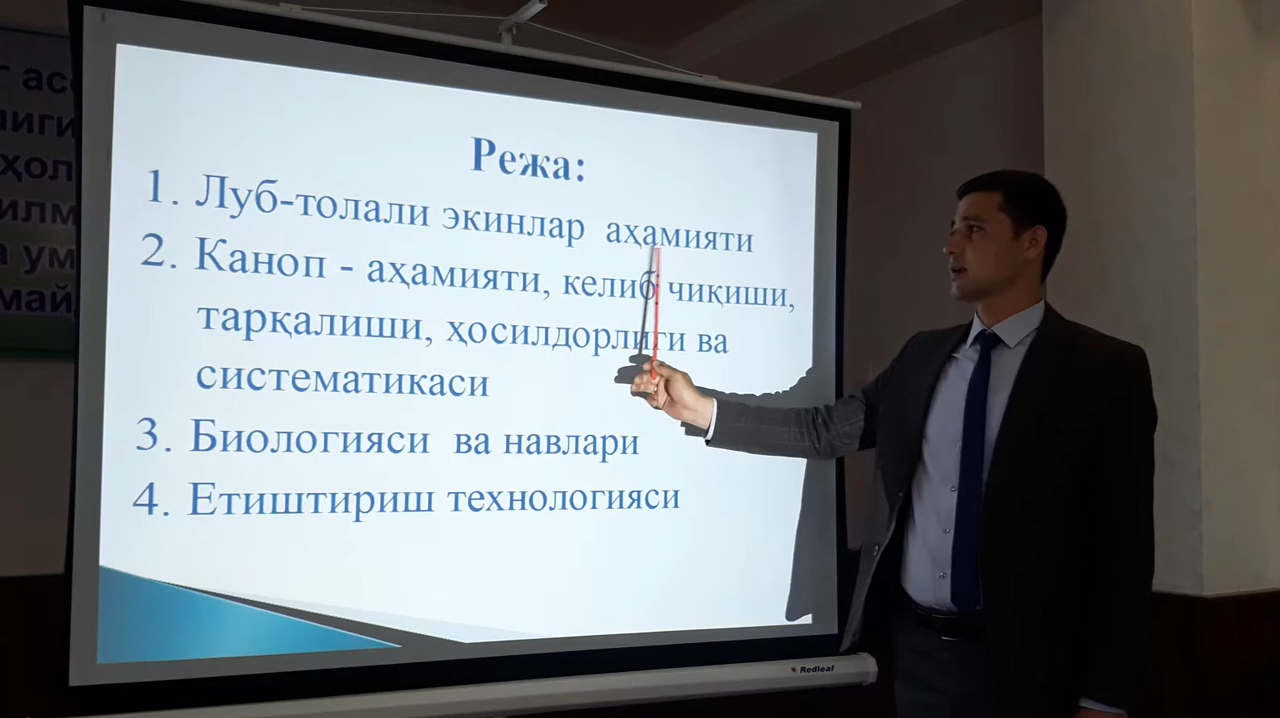 Режа:
1. Луб-толали экинлар аҳамияти
2. Каноп - аҳамияти, келиб чиқиши,
тарқалиши, ҳосилдорлиги ва
систематикаси
3. Биологияси ва навлари
4. Етиштириш технологияси
Redleaf